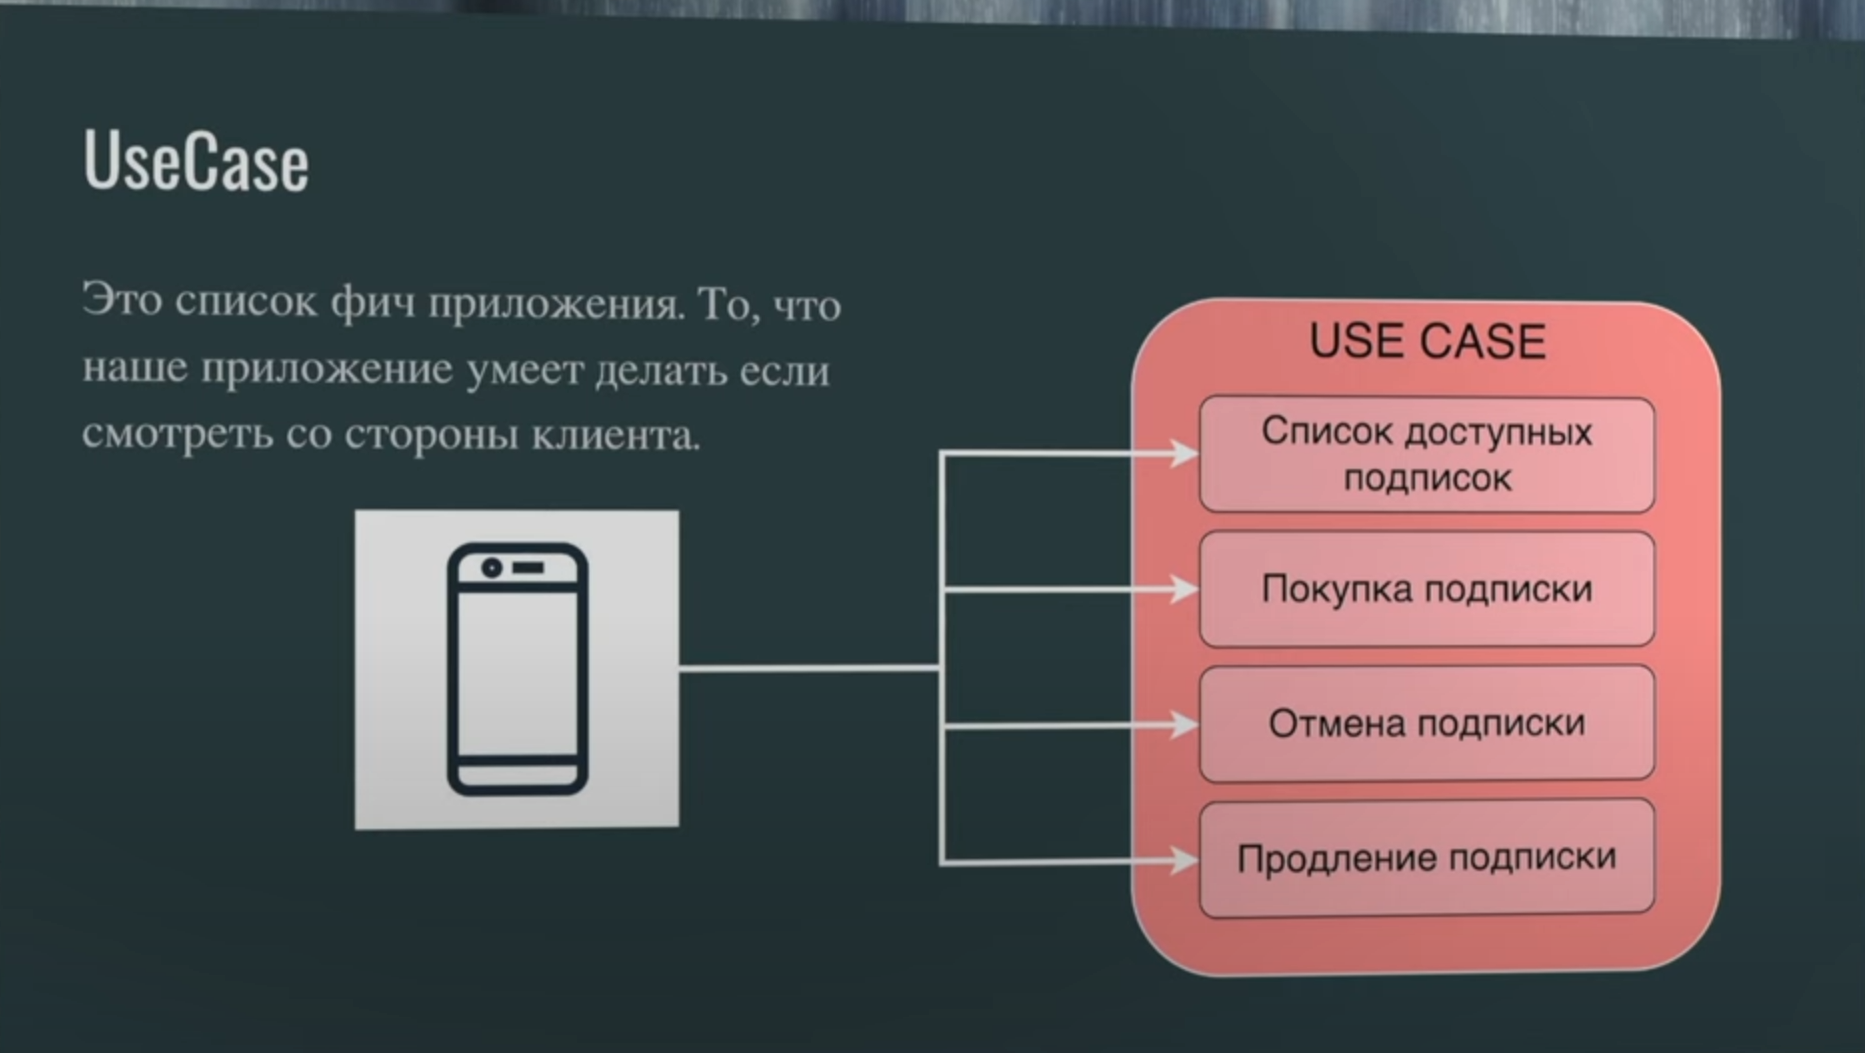 UseCase
Это список фич приложения. То, что
наше приложение умеет делать если
смотреть со стороны клиента.
USE CASE
Список доступных
подписок
Покупка подписки
Отмена подписки
Продление подписки